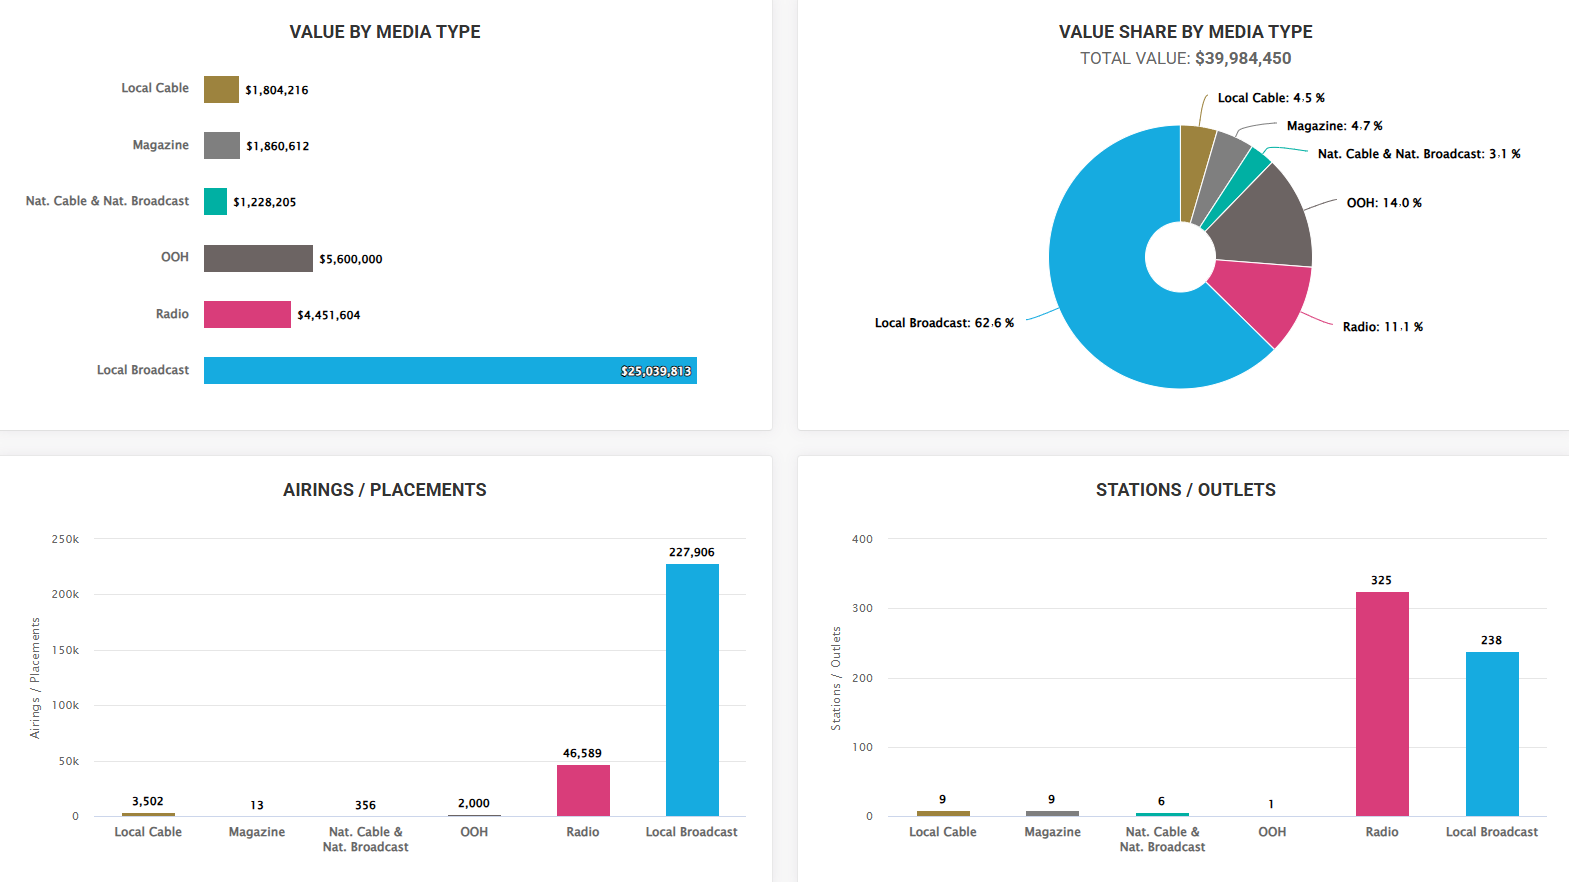 VALUE BY MEDIA TYPE
Local Cable
$1,804,216
Magazine
$1,860,612
Nat. Cable & Nat. Broadcast
$1,228,205
OOH
$5,600,000
Radio
$4,451,604
Local Broadcast
$25,039,813
VALUE SHARE BY MEDIA TYPE
TOTAL VALUE: $39,984,450
Local Cable: 4.5 %
Magazine: 4.7 %
Nat. Cable & Nat. Broadcast: 3.1 %
OOH: 14.0 %
Local Broadcast: 62.6 %
Radio: 11.1 %
AIRINGS / PLACEMENTS
Airings / Placements
250k
200k
150k
100k
50k
0
3,502
13
356
2,000
46,589
227,906
Local Cable
Magazine
Nat. Cable &
Nat. Broadcast
OOH
Radio
Local Broadcast
STATIONS / OUTLETS
Stations / Outlets
400
300
200
100
0
9
9
6
1
325
238
Local Cable
Magazine
Nat. Cable &
Nat. Broadcast
OOH
Radio
Local Broadcast